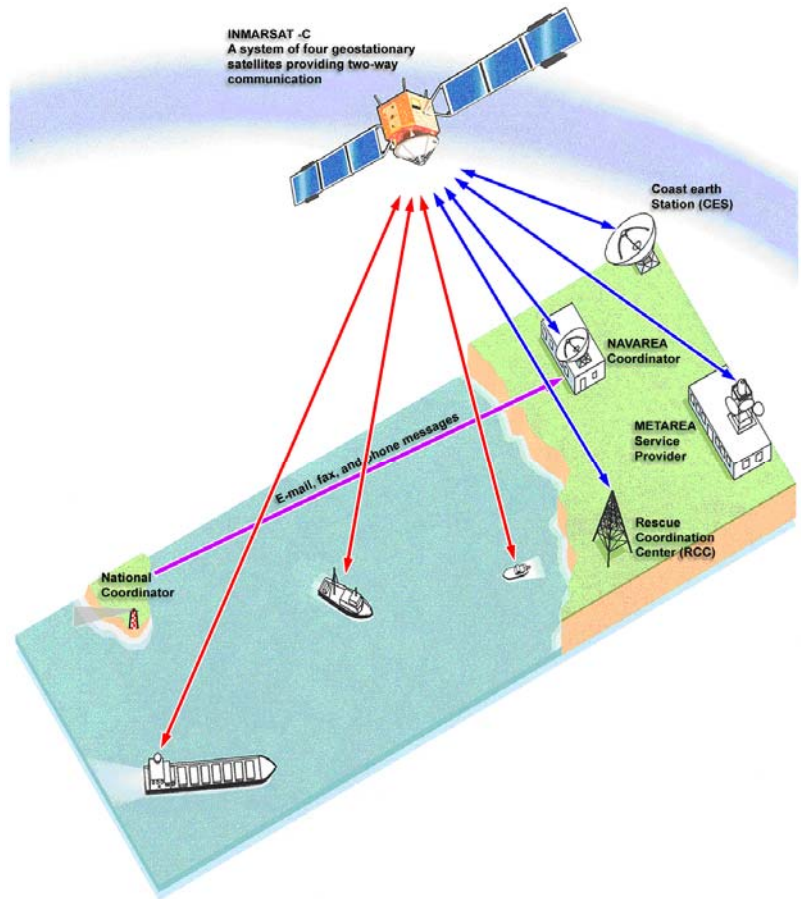 INMARSAT -C
A system of four geostationary
satellites providing two-way
communication
Coast earth
Station (CES)
NAVAREA
Coordinator
METAREA
Service
Provider
E-mail, fax, and phone messages
Rescue
Coordination
Center (RCC)
National
Coordinator